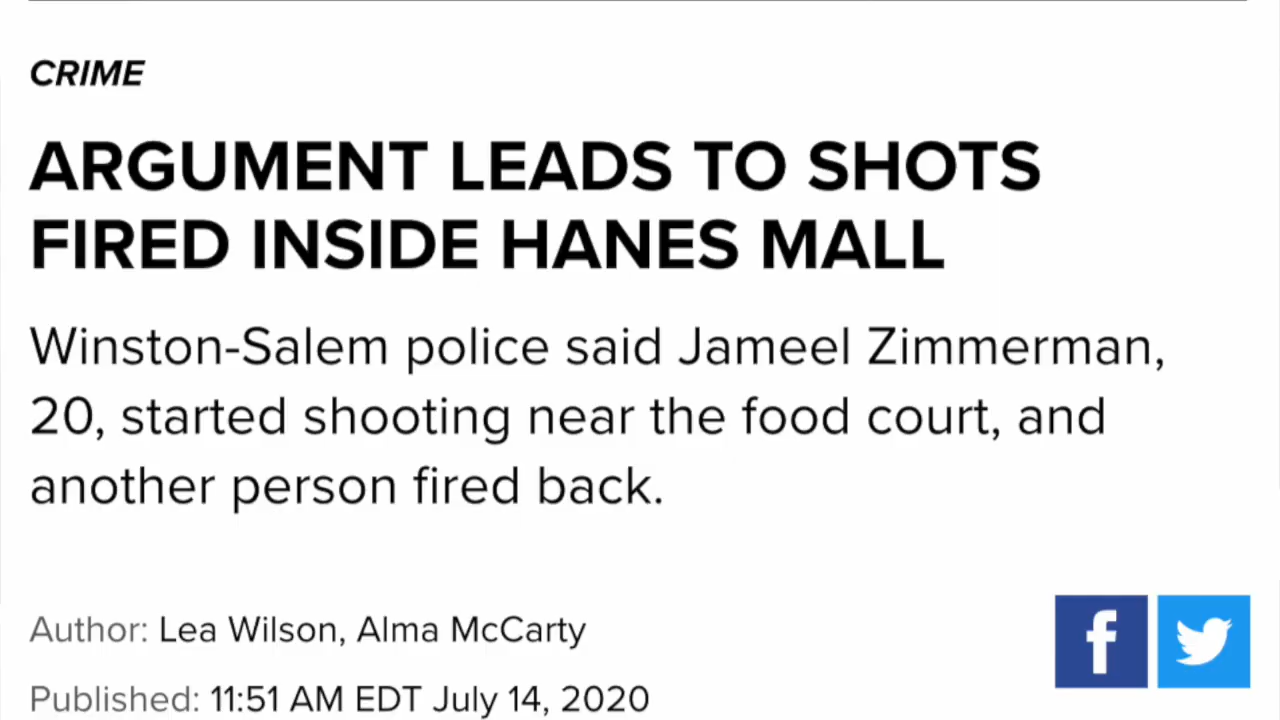 CRIME
ARGUMENT LEADS TO SHOTS
FIRED INSIDE HANES MALL
Winston-Salem police said Jameel Zimmerman,
20, started shooting near the food court, and
another person fired back.
Author: Lea Wilson, Alma McCarty
Published: 11:51 AM EDT July 14, 2020